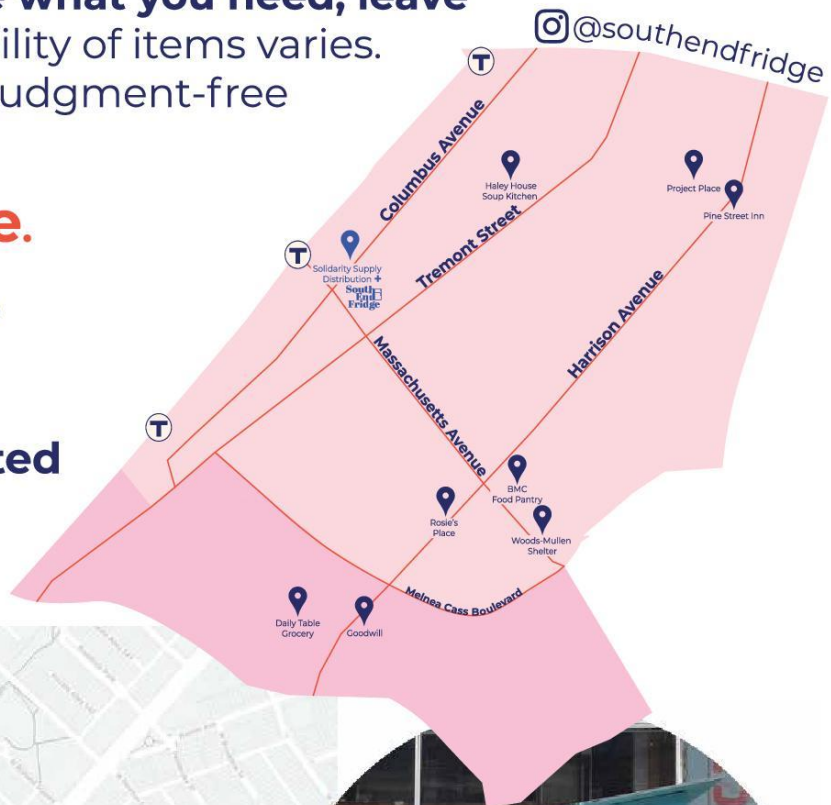 e what you need, leave
ility of items varies.
udgment-free
@southendfridge
T
Columbus Avenue
Haley House
Soup Kitchen
Project Place
Pine Street Inn
Tremont Street
T
Solidarity Supply
Distribution +
South
End
Fridge
e.
Harrison Avenue
Massachusetts Avenue
T
ted
BMC
Food Pantry
Rosie's
Place
Woods-Mullen
Shelter
Melnea Cass Boulevard
Daily Table
Grocery
Goodwill